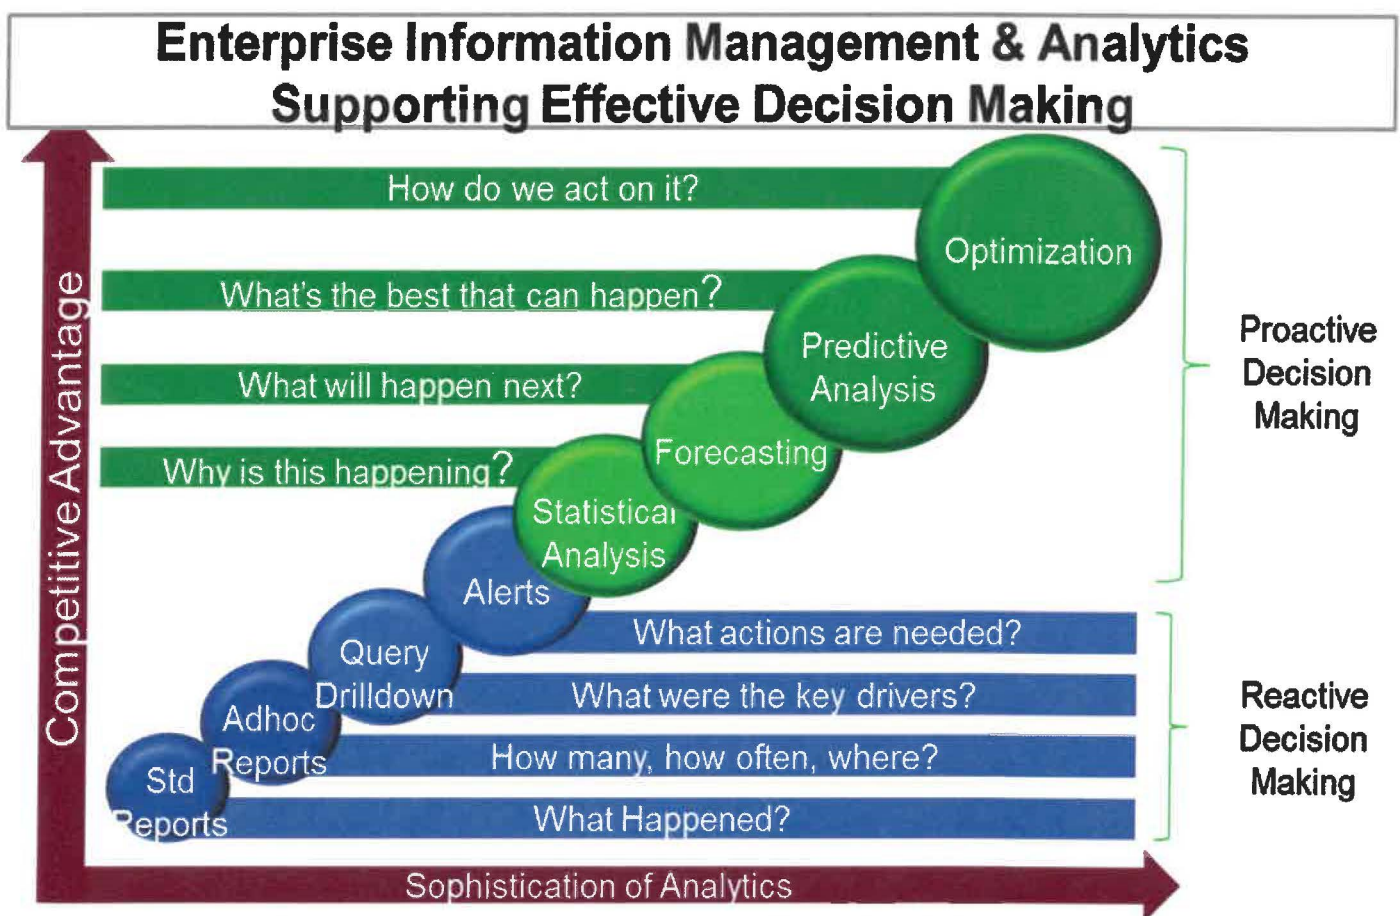 Enterprise Information Management & Analytics
Supporting Effective Decision Making
How do we act on it?
Optimization
What's the best that can happen?
Predictive
Analysis
Proactive
Decision
Making
What will happen next?
Forecasting
Why is this happening?
Statistical
Analysis
Competitive Advantage
Alerts
What actions are needed?
Query
Drilldown
What were the key drivers?
Reactive
Decision
Making
Adhoc
Reports
How many, how often, where?
Std
Reports
What Happened?
Sophistication of Analytics